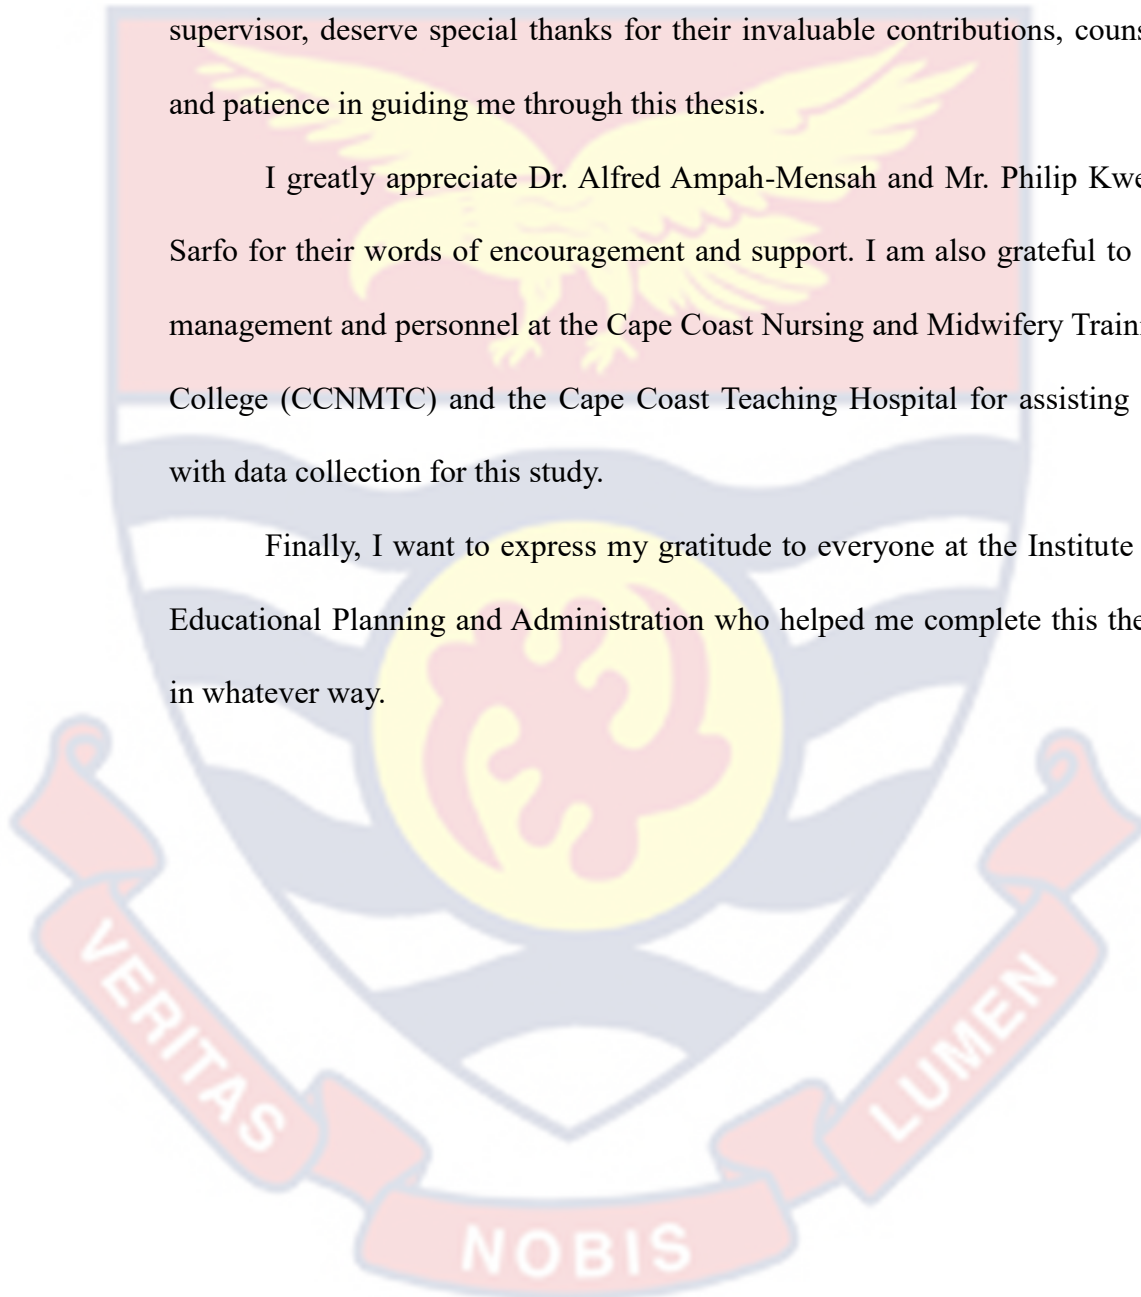 supervisor, deserve special thanks for their invaluable contributions,
and patience in guiding me through this thesis.
I greatly appreciate Dr. Alfred Ampah-Mensah and Mr. Philip
Sarfo for their words of encouragement and support. I am also grateful to
management and personnel at the Cape Coast Nursing and Midwifery
College (CCNMTC) and the Cape Coast Teaching Hospital for assisting
with data collection for this study.
Finally, I want to express my gratitude to everyone at the Institute
Educational Planning and Administration who helped me complete this
in whatever way.
VERITAS
NOBIS
LUMEN